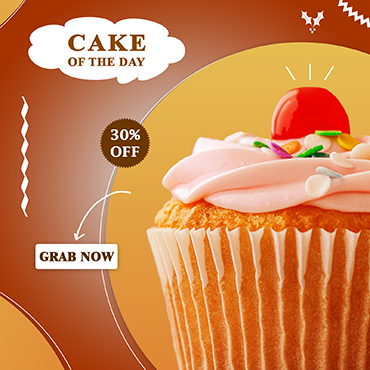 CAKE
OF THE DAY
30%
OFF
GRAB NOW